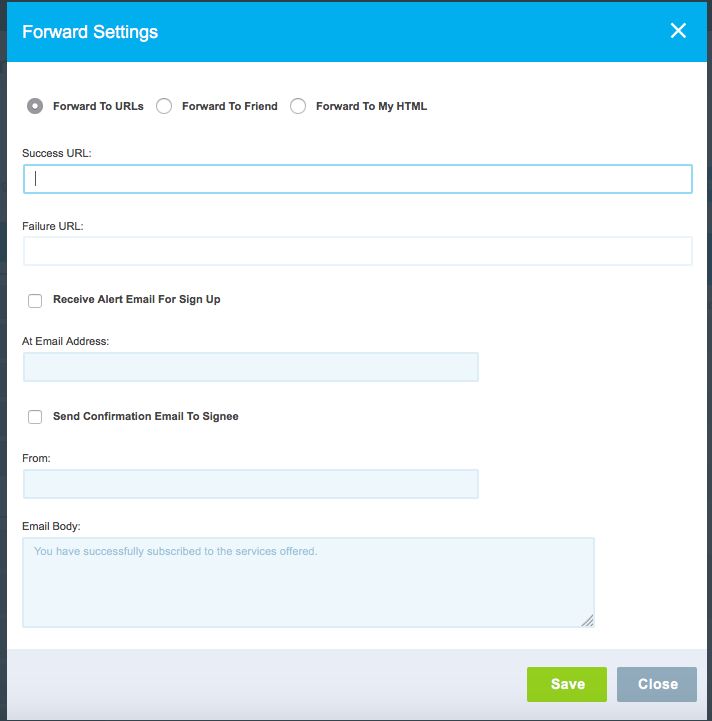 Forward Settings
Forward To URLs Forward To Friend Forward To My HTML
Success URL:
Failure URL:
Receive Alert Email For Sign Up
At Email Address:
Send Confirmation Email To Signee
From:
Email Body:
You have successfully subscribed to the services offered.
Save Close